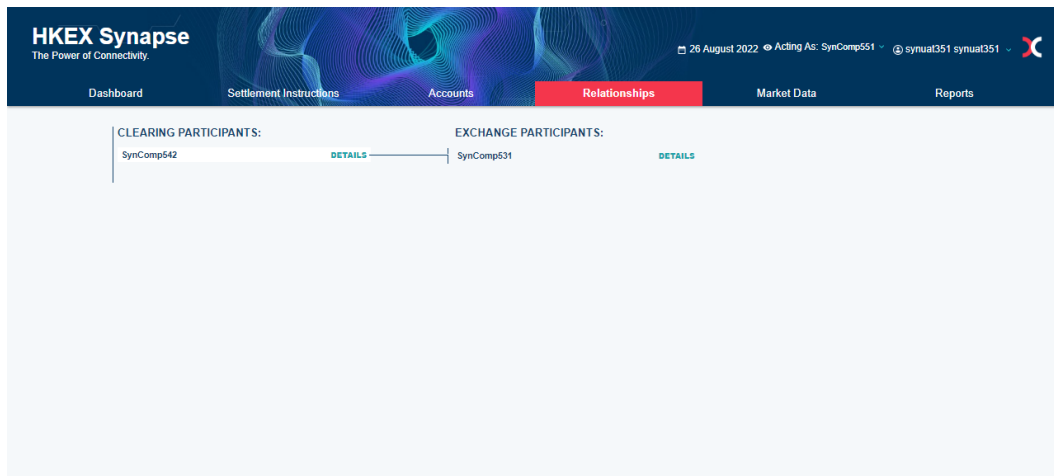 HKEX Synapse
The Power of Connectivity.
26 August 2022 Acting As: SynComp551 synuat351 synuat351
Dashboard Settlement Instructions Accounts Relationships Market Data Reports
CLEARING PARTICIPANTS: EXCHANGE PARTICIPANTS:
SynComp542 DETAILS SynComp531 DETAILS